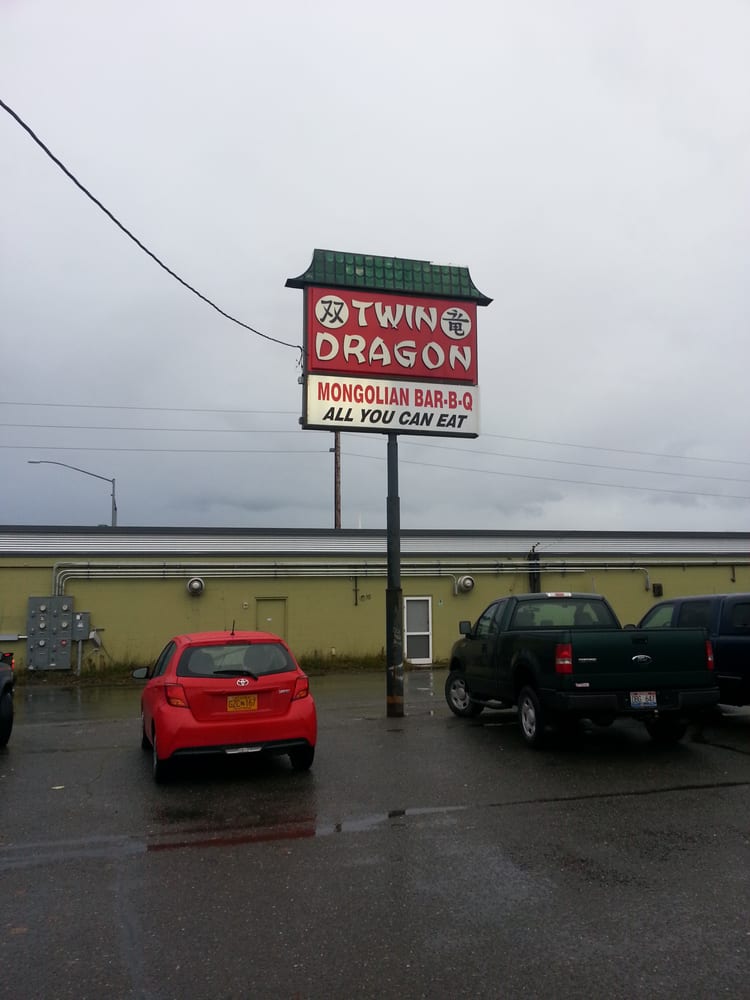 双 TWIN 竜
DRAGON
MONGOLIAN BAR-B-Q
ALL YOU CAN EAT